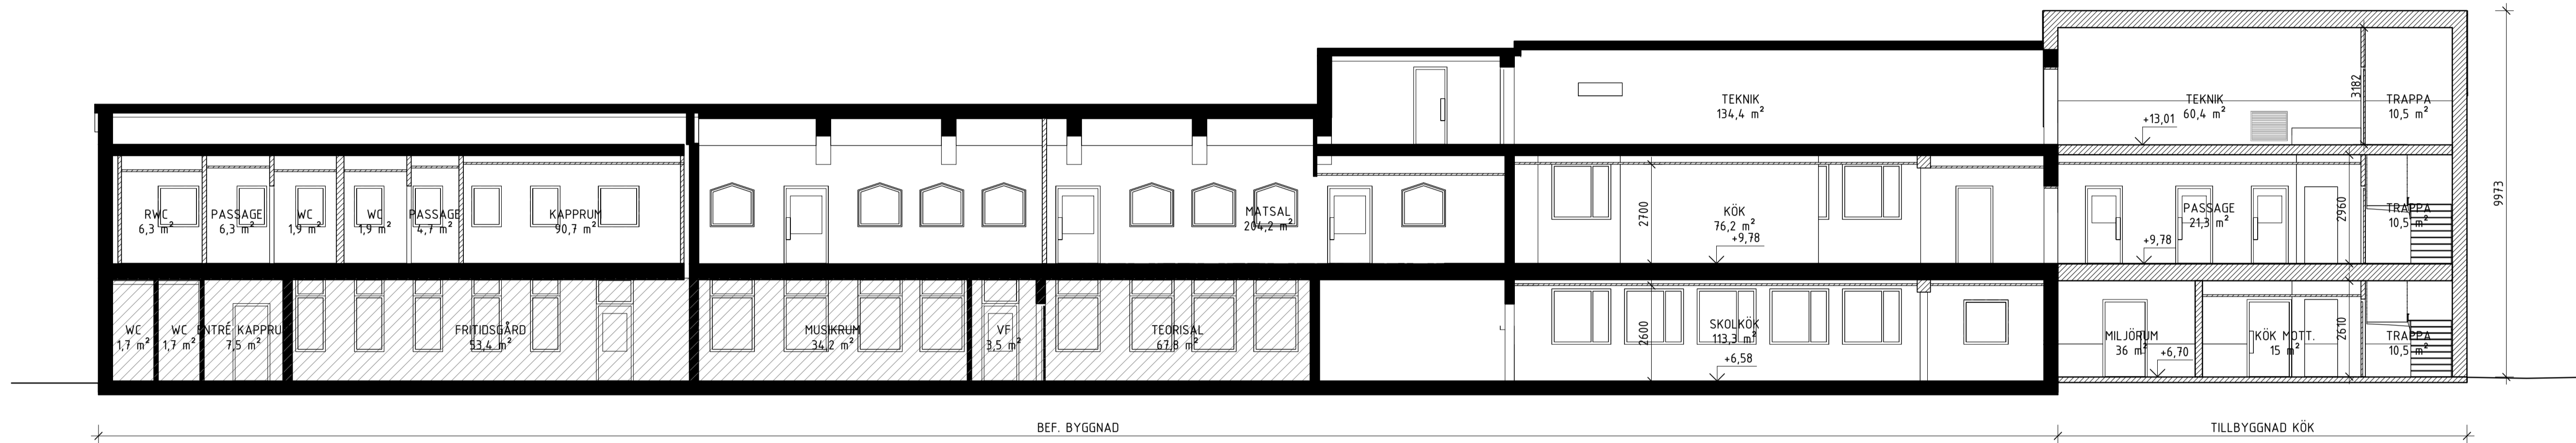 TEKNIK
134,4 m²
TEKNIK
60,4 m²
3182
TRAPPA
10,5 m²
+13,01
9973
RWC
6,3 m²
PASSAGE
6,3 m²
WC
1,9 m²
WC
1,9 m²
PASSAGE
4,7 m²
KAPPRUM
90,7 m²
MATSAL
204,2 m²
2700
KÖK
76,2 m²
+9,78
PASSAGE
21,3 m²
+9,78
2960
TRAPPA
10,5 m²
WC
1,7 m²
WC
1,7 m²
ENTRÉ KAPPRU
7,5 m²
FRITIDSGÅRD
53,4 m²
MUSIKRUM
34,2 m²
VF
3,5 m²
TEORISAL
67,8 m²
2600
SKOLKÖK
113,3 m²
+6,58
MILJÖRUM
36 m²
+6,70
KÖK MOTT.
15 m²
2610
TRAPPA
10,5 m²
BEF. BYGGNAD
TILLBYGGNAD KÖK